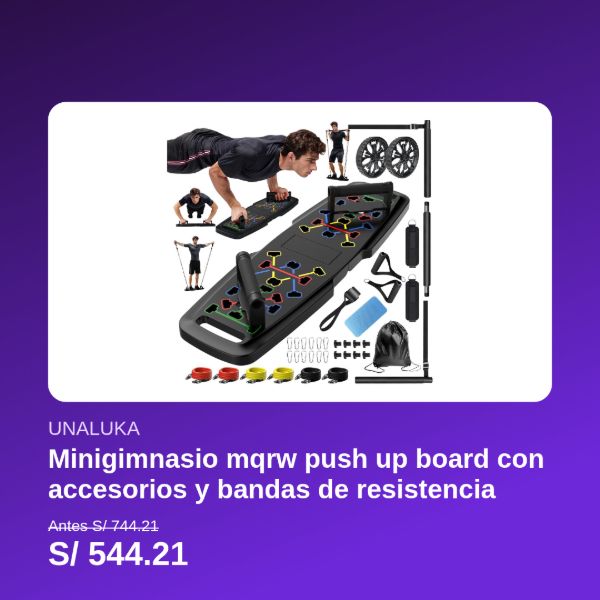 UNALUKA
Minigimnasio mqrw push up board con
accesorios y bandas de resistencia
Antes S/ 744.21
S/ 544.21